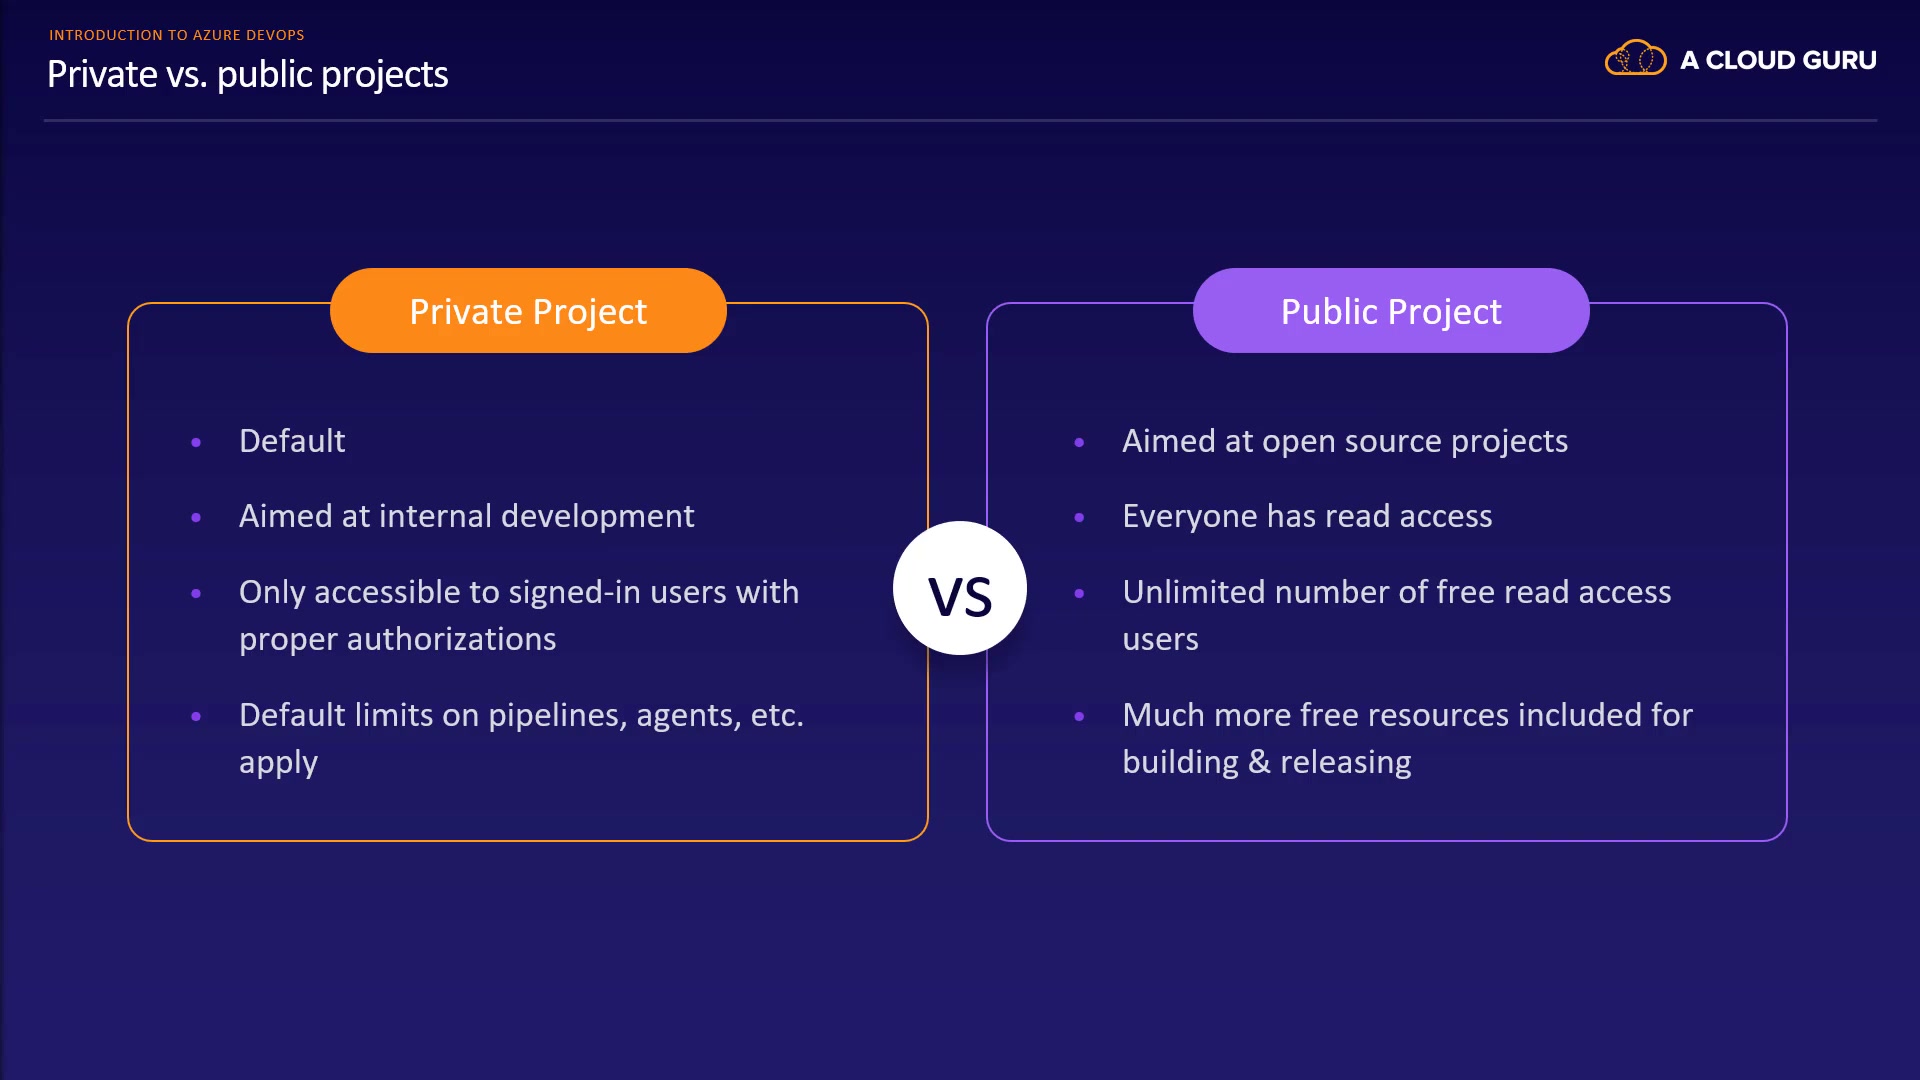 INTRODUCTION TO AZURE DEVOPS
Private vs. public projects
A CLOUD GURU
Private Project
• Default
• Aimed at internal development
• Only accessible to signed-in users with
proper authorizations
• Default limits on pipelines, agents, etc.
apply
VS
Public Project
• Aimed at open source projects
• Everyone has read access
• Unlimited number of free read access
users
• Much more free resources included for
building & releasing